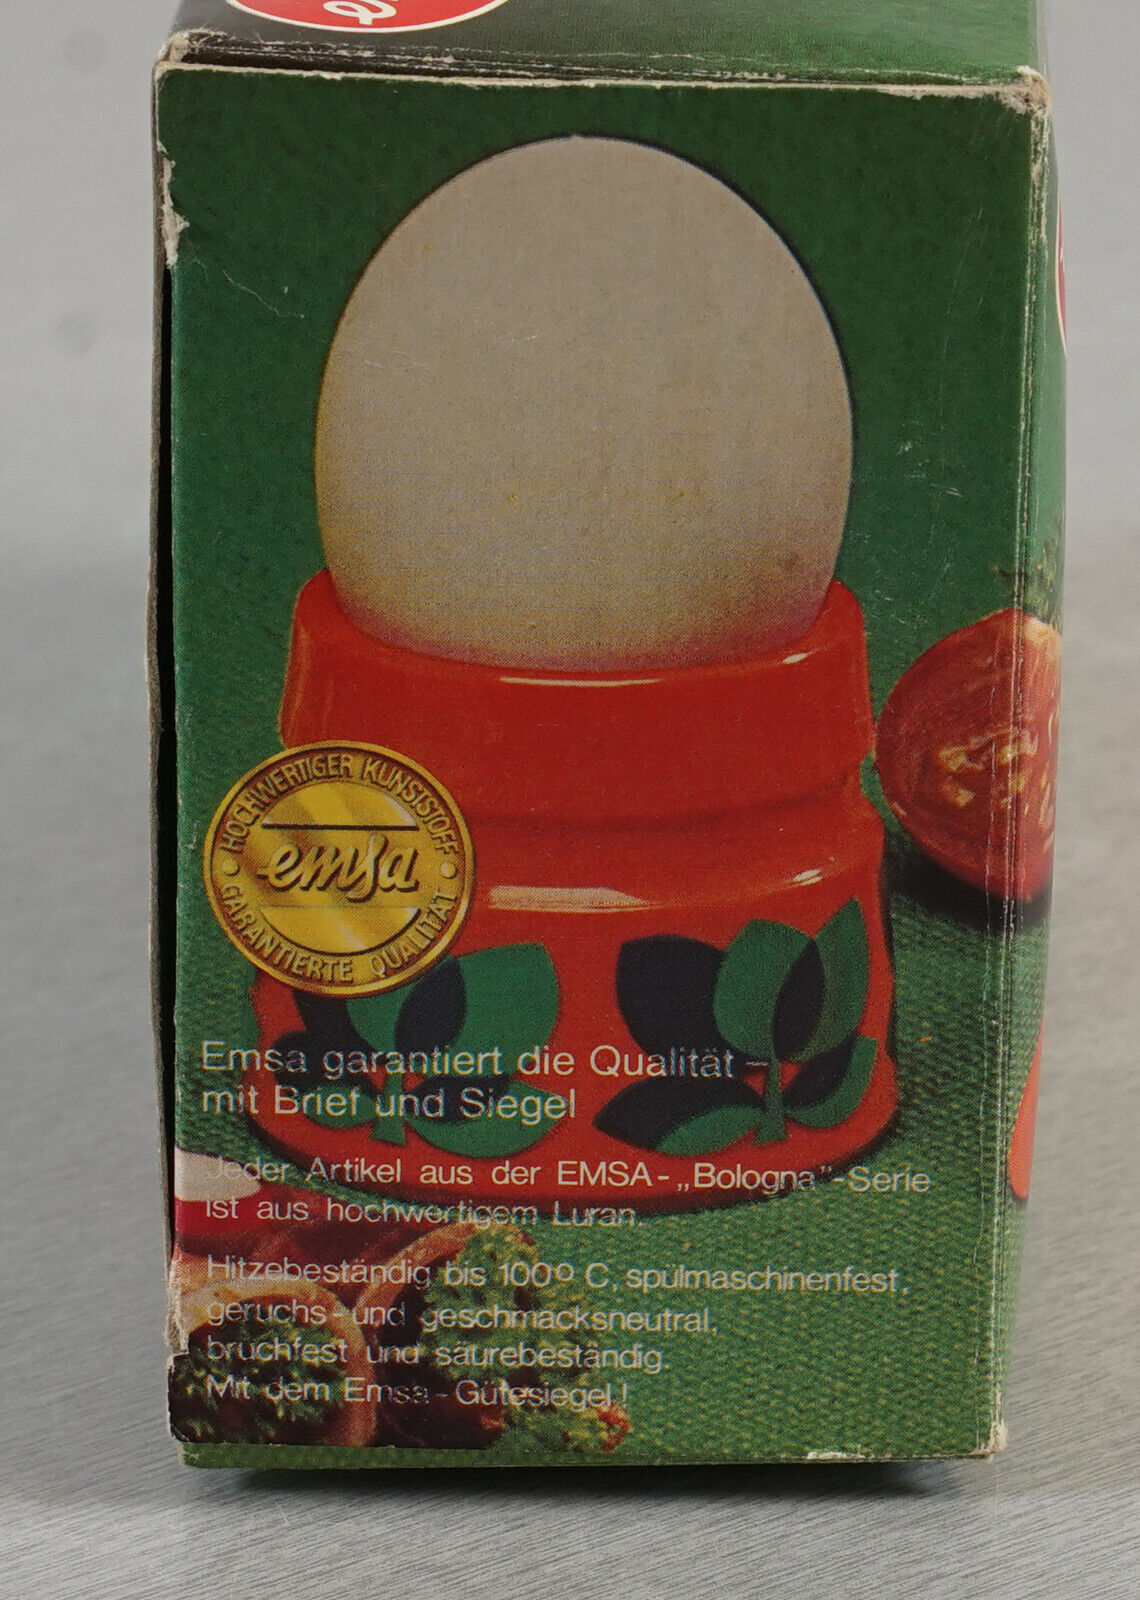 HOCHWERTIGER KUNSTSTOFF
emsa
GARANTIERTE QUALITÄT
Emsa garantiert die Qualität –
mit Brief und Siegel
Jeder Artikel aus der EMSA-„Bologna"-Serie
ist aus hochwertigem Luran.
Hitzebeständig bis 100º C, spülmaschinenfest,
geruchs- und geschmacksneutral,
bruchfest und säurebeständig.
Mit dem Emsa-Gütesiegel!